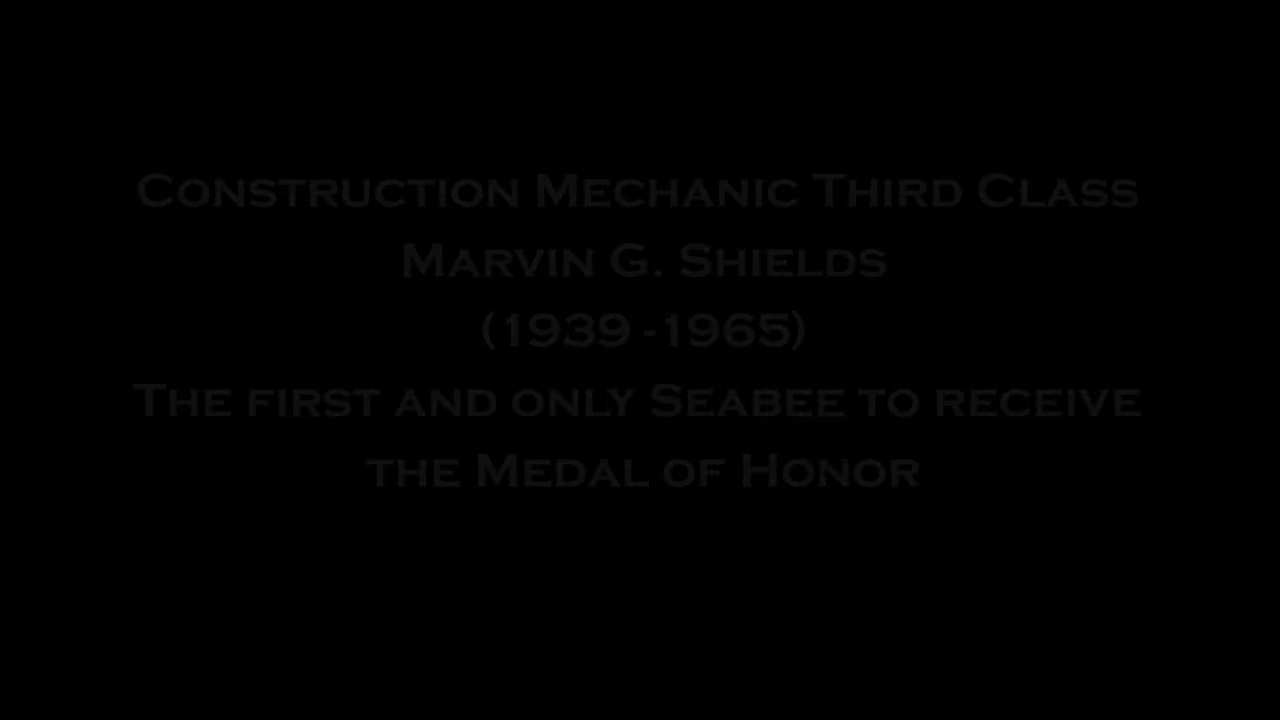 Construction Mechanic Third Class
Marvin G. Shields
(1939 -1965)
The first and only Seabee to receive
the Medal of Honor